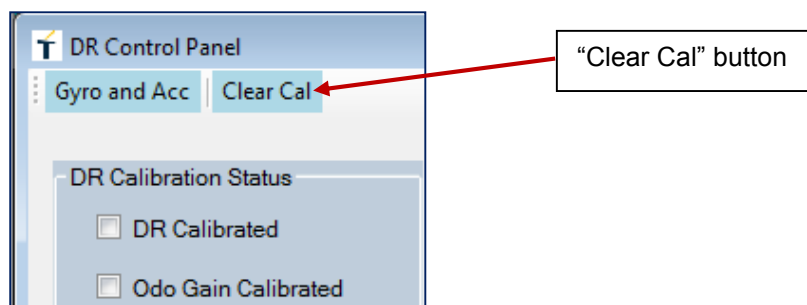 DR Control Panel
Gyro and Acc Clear Cal
“Clear Cal” button
DR Calibration Status
DR Calibrated
Odo Gain Calibrated